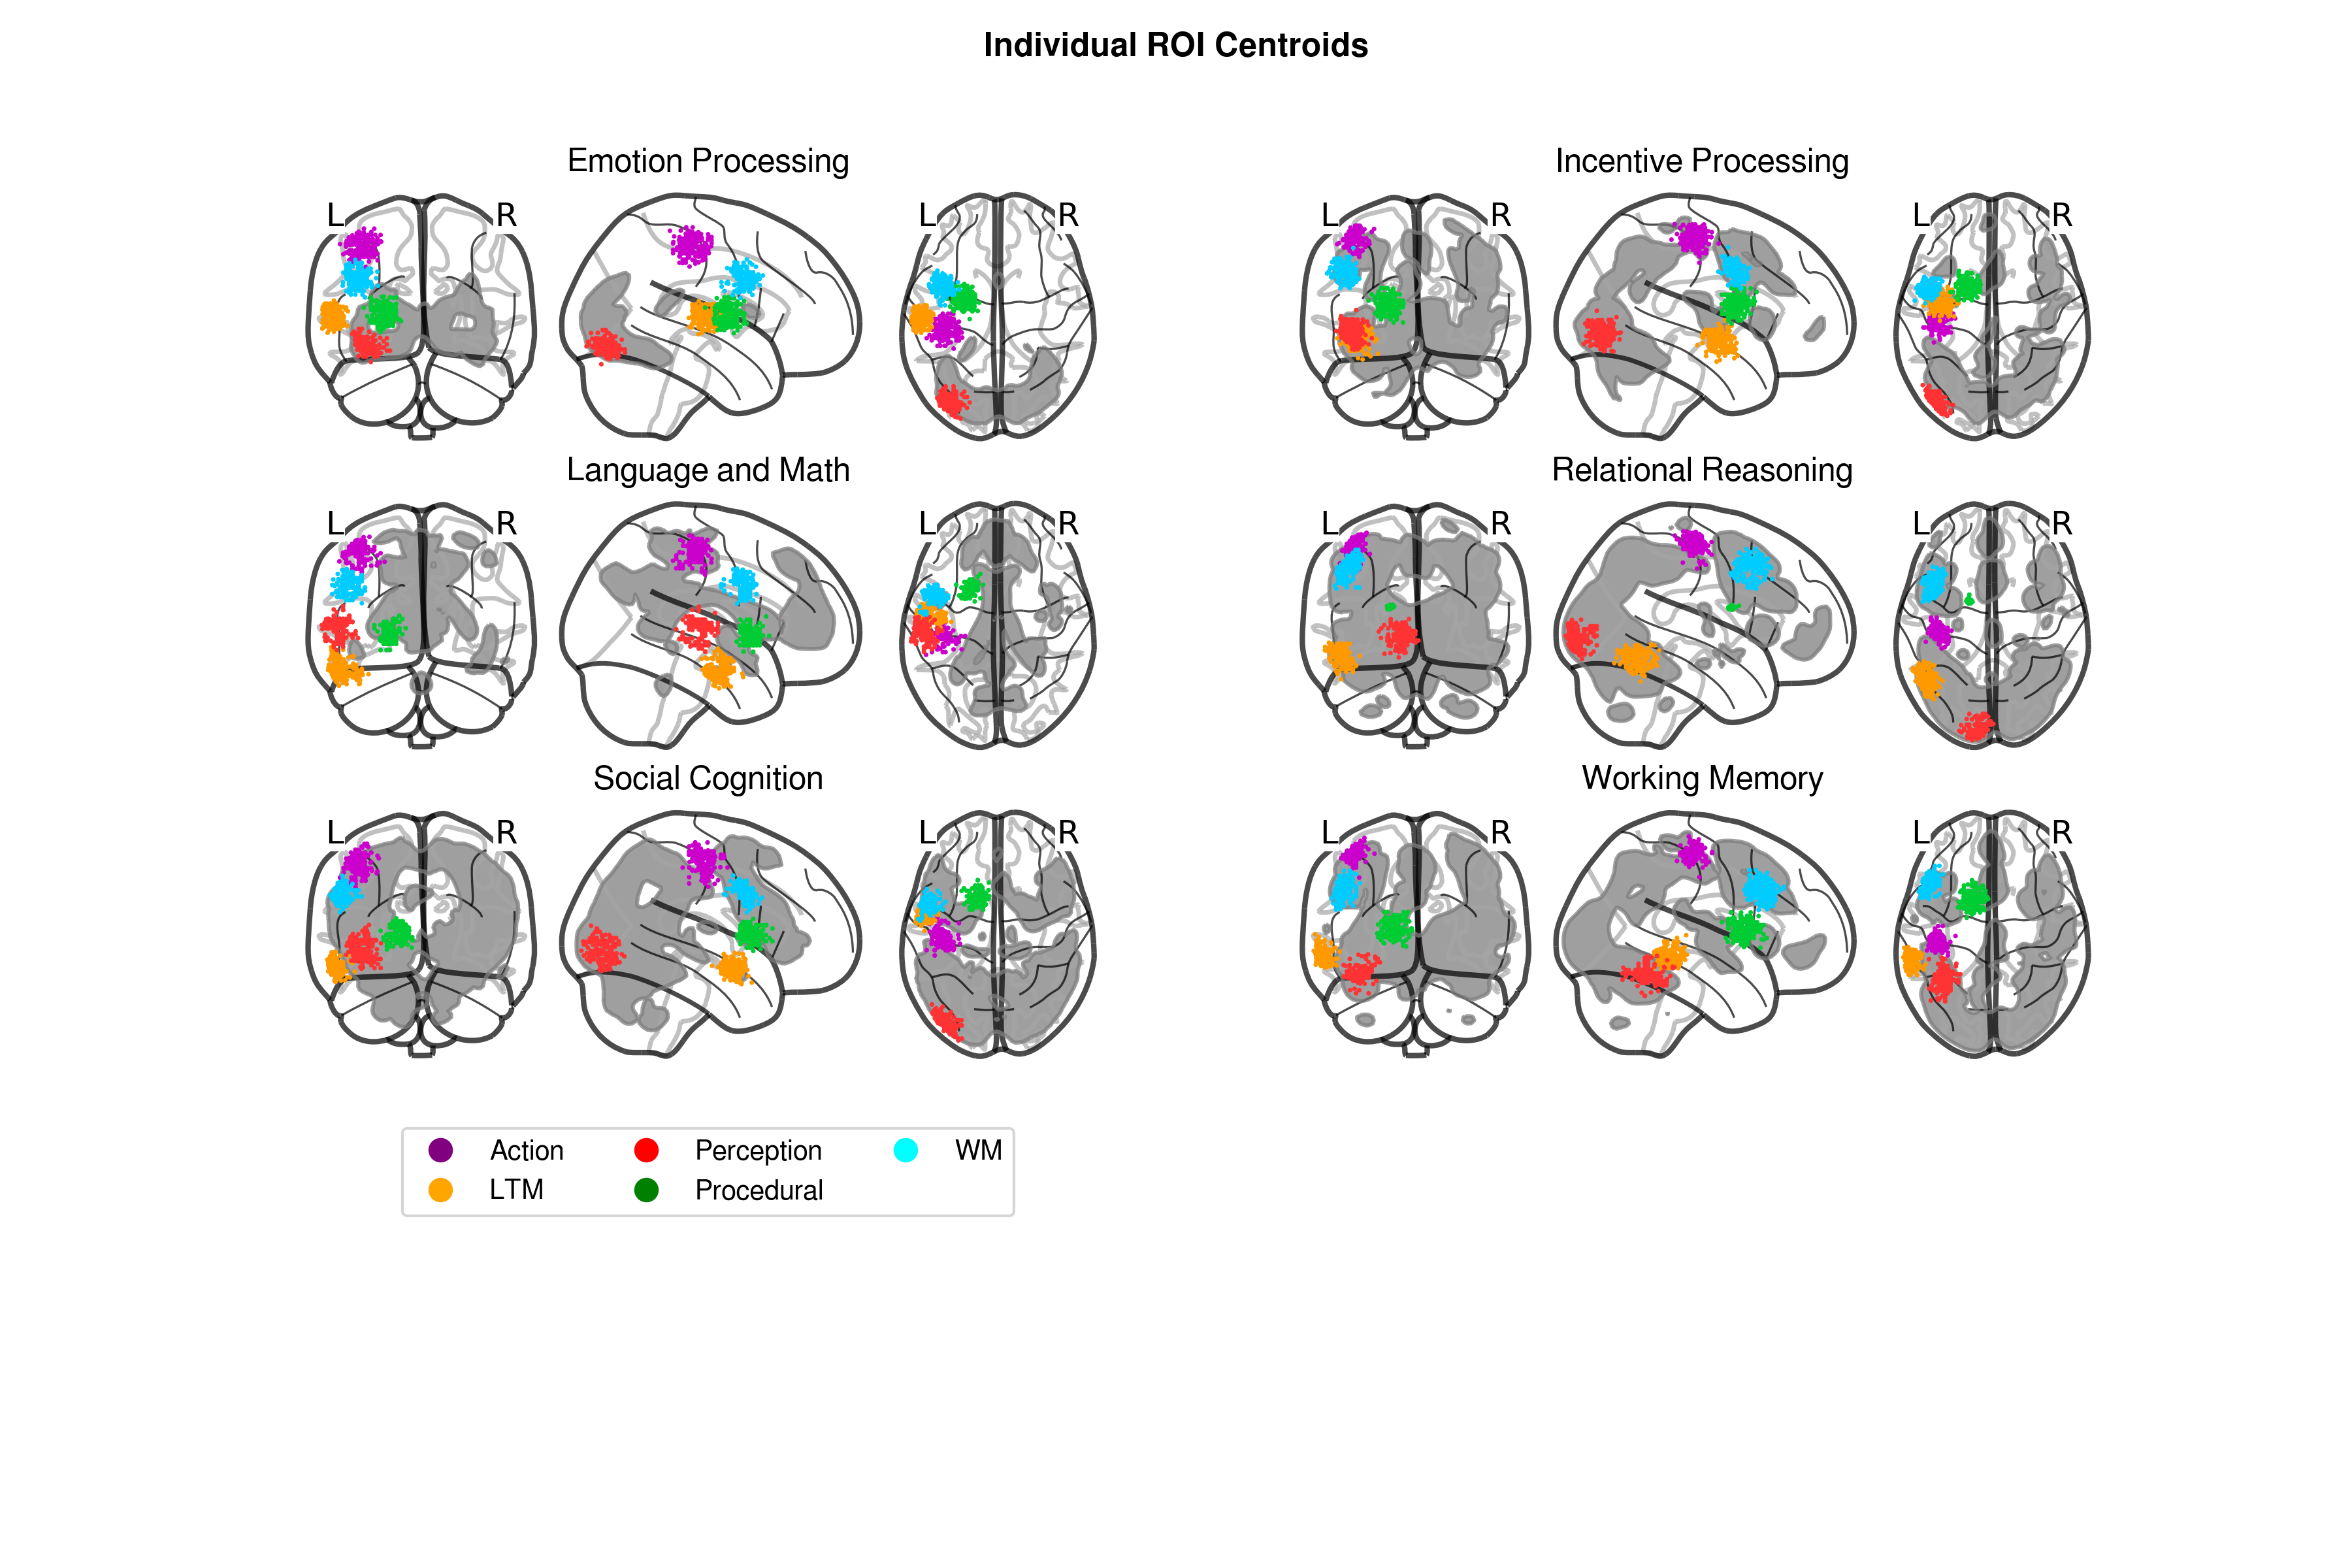 Individual ROI Centroids
Emotion Processing
Incentive Processing
L R L R
L R L R
Language and Math
Relational Reasoning
L R L R
L R L R
Social Cognition
Working Memory
L R L R
L R L R
Action Perception WM
LTM Procedural